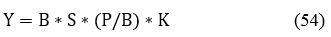 Y = B * S * (P/B) * K (54)